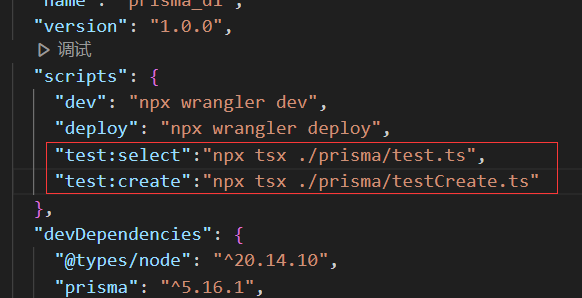 "name": "prisma_d1",
"version": "1.0.0",
调试
"scripts": {
"dev": "npx wrangler dev",
"deploy": "npx wrangler deploy",
"test:select":"npx tsx ./prisma/test.ts",
"test:create":"npx tsx ./prisma/testCreate.ts"
},
"devDependencies": {
"@types/node": "^20.14.10",
"prisma": "^5.16.1",